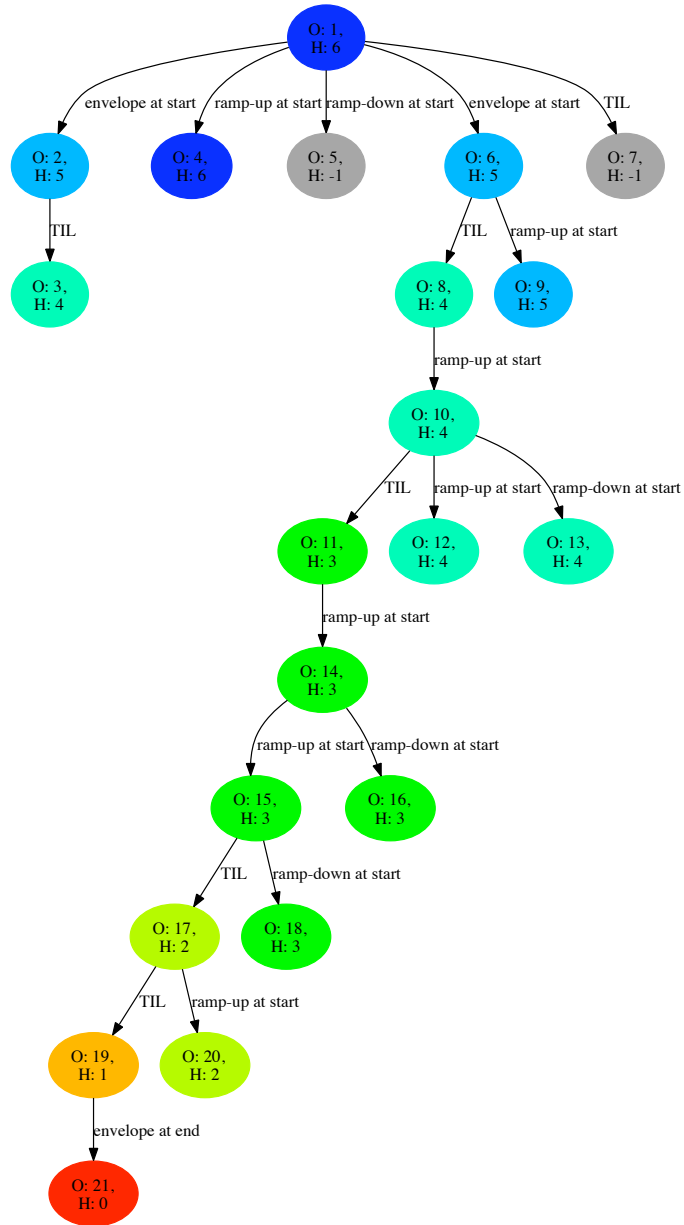 O: 1,
H: 6
envelope at start
ramp-up at start
ramp-down at start
envelope at start
TIL
O: 2,
H: 5
O: 4,
H: 6
O: 5,
H: -1
O: 6,
H: 5
O: 7,
H: -1
TIL
TIL
ramp-up at start
O: 3,
H: 4
O: 8,
H: 4
O: 9,
H: 5
ramp-up at start
O: 10,
H: 4
TIL
ramp-up at start
ramp-down at start
O: 11,
H: 3
O: 12,
H: 4
O: 13,
H: 4
ramp-up at start
O: 14,
H: 3
ramp-up at start
ramp-down at start
O: 15,
H: 3
O: 16,
H: 3
TIL
ramp-down at start
O: 17,
H: 2
O: 18,
H: 3
TIL
ramp-up at start
O: 19,
H: 1
O: 20,
H: 2
envelope at end
O: 21,
H: 0